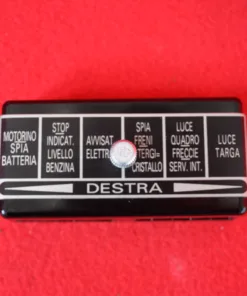 MOTORINO
SPIA
BATTERIA
STOP
INDICAT.
LIVELLO
BENZINA
AVVISAT.
ELETTR.
SPIA
FRENI
TERGI=
CRISTALLO
LUCE
QUADRO
FRECCIE
SERV. INT.
LUCE
TARGA
DESTRA